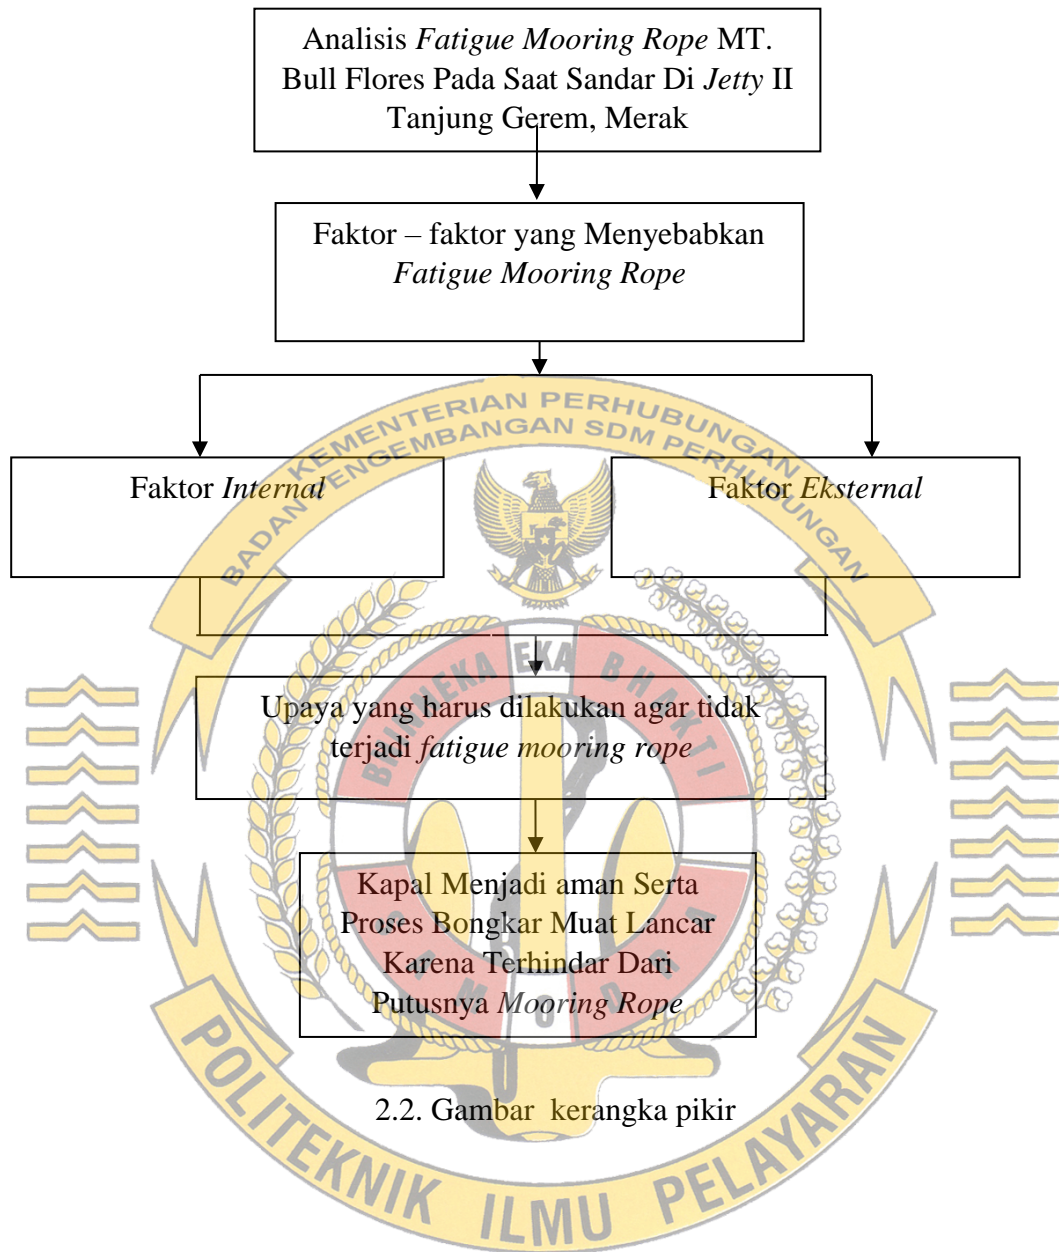 Analisis Fatigue Mooring Rope MT.
Bull Flores Pada Saat Sandar Di Jetty II
Tanjung Gerem, Merak
Faktor – faktor yang Menyebabkan
Fatigue Mooring Rope
KEMENTERIAN PERHUBUNGAN
BADAN PENGEMBANGAN SDM PERHUBUNGAN
Faktor Internal
Faktor Eksternal
BHINNEKA EKA BHAKTI
Upaya yang harus dilakukan agar tidak
terjadi fatigue mooring rope
Kapal Menjadi aman Serta
Proses Bongkar Muat Lancar
Karena Terhindar Dari
Putusnya Mooring Rope
2.2. Gambar kerangka pikir
POLITEKNIK ILMU PELAYARAN